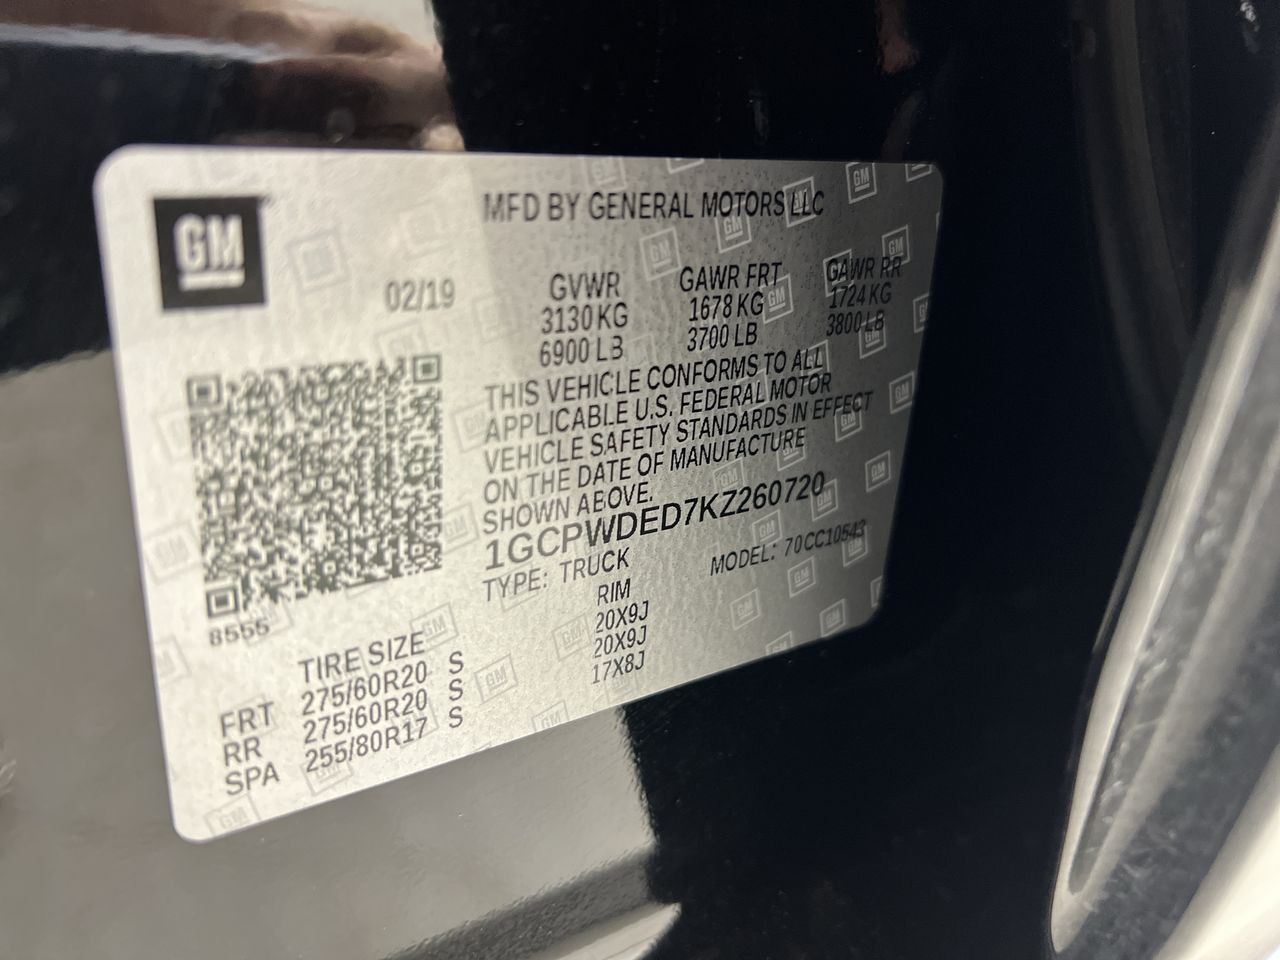 GM
MFD BY GENERAL MOTORS LLC
02/19
GVWR GAWR FRT GAWR RR
3130 KG 1678 KG 1724 KG
6900 LB 3700 LB 3800 LB
THIS VEHICLE CONFORMS TO ALL
APPLICABLE U.S. FEDERAL MOTOR
VEHICLE SAFETY STANDARDS IN EFFECT
ON THE DATE OF MANUFACTURE
SHOWN ABOVE.
1GCPWDED7KZ260720
TYPE: TRUCK MODEL: 70CC10543
8555
TIRE SIZE RIM
FRT 275/60R20 S 20X9J
RR 275/60R20 S 20X9J
SPA 255/80R17 S 17X8J